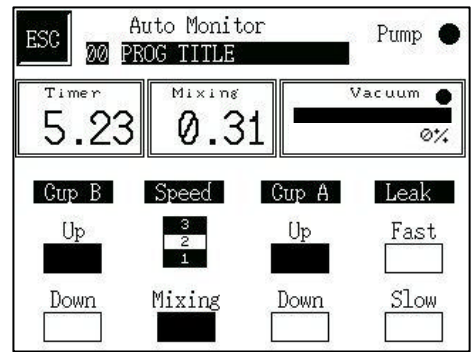 ESC Auto Monitor Pump
00 PROG TITLE
Timer Mixing Vacuum
5.23 0.31 0%
Cup B Speed Cup A Leak
Up 3 Up Fast
2
1
Down Mixing Down Slow